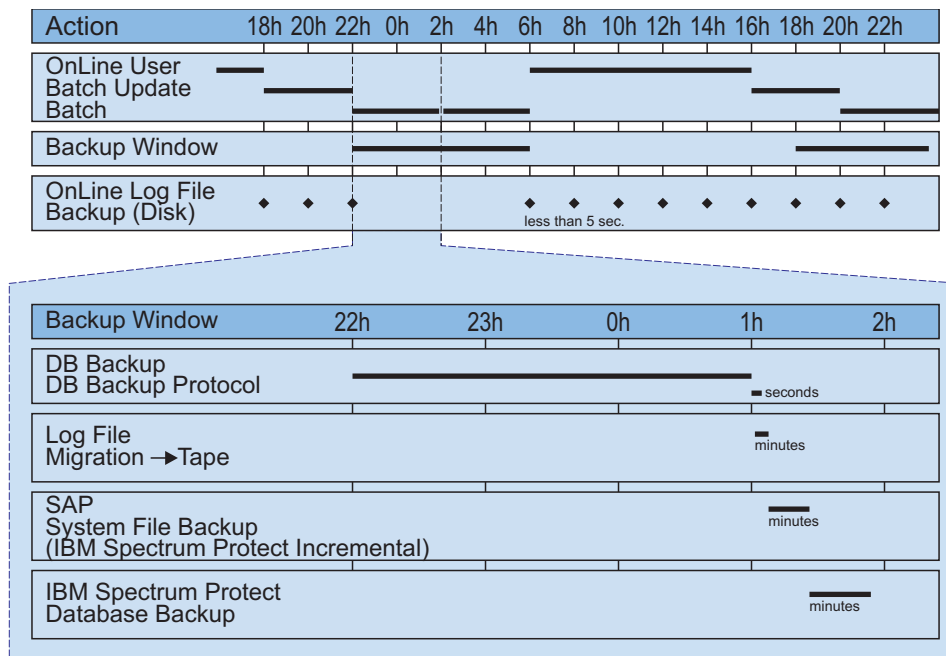 Action 18h 20h 22h 0h 2h 4h 6h 8h 10h 12h 14h 16h 18h 20h 22h
OnLine User
Batch Update
Batch
Backup Window
OnLine Log File
Backup (Disk)
less than 5 sec.
Backup Window 22h 23h 0h 1h 2h
DB Backup
DB Backup Protocol
seconds
Log File
Migration → Tape
minutes
SAP
System File Backup
(IBM Spectrum Protect Incremental)
minutes
IBM Spectrum Protect
Database Backup
minutes